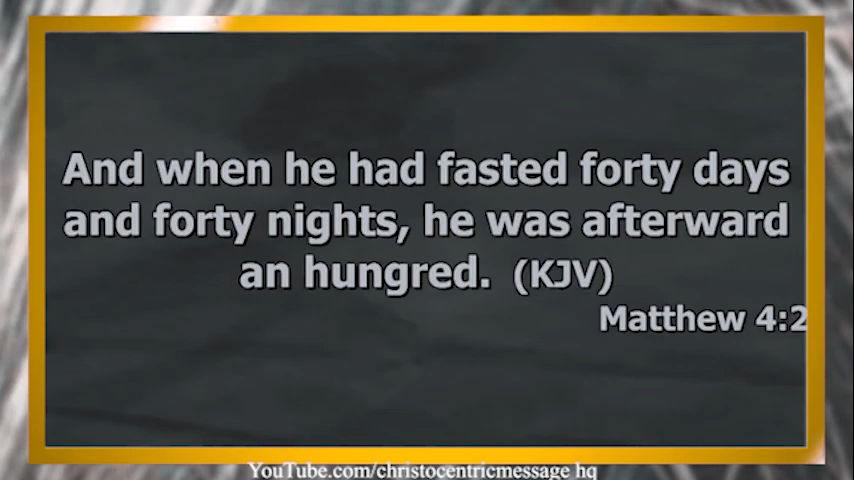 And when he had fasted forty days
and forty nights, he was afterward
an hungred. (KJV)
Matthew 4:2
YouTube.com/christocentricmessage hq